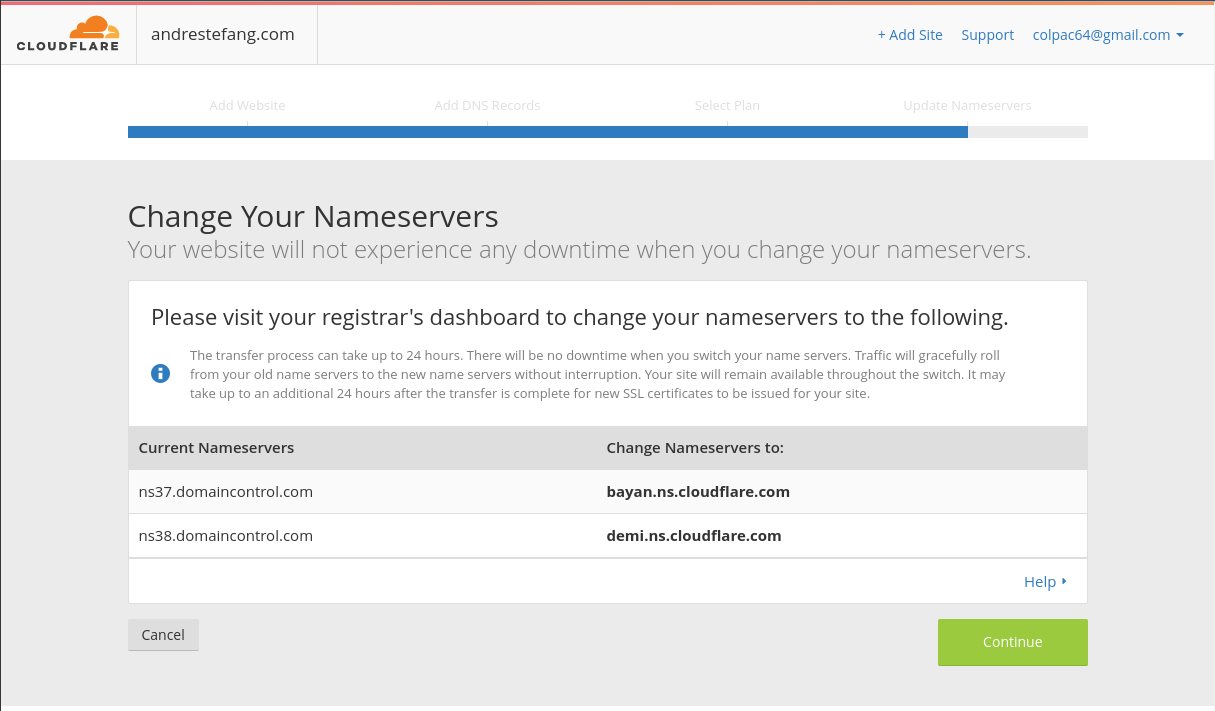 CLOUDFLARE
andrestefang.com
+ Add Site Support colpac64@gmail.com
Add Website Add DNS Records Select Plan Update Nameservers
Change Your Nameservers
Your website will not experience any downtime when you change your nameservers.
Please visit your registrar's dashboard to change your nameservers to the following.
The transfer process can take up to 24 hours. There will be no downtime when you switch your name servers. Traffic will gracefully roll
from your old name servers to the new name servers without interruption. Your site will remain available throughout the switch. It may
take up to an additional 24 hours after the transfer is complete for new SSL certificates to be issued for your site.
Current Nameservers Change Nameservers to:
ns37.domaincontrol.com bayan.ns.cloudflare.com
ns38.domaincontrol.com demi.ns.cloudflare.com
Help
Cancel Continue